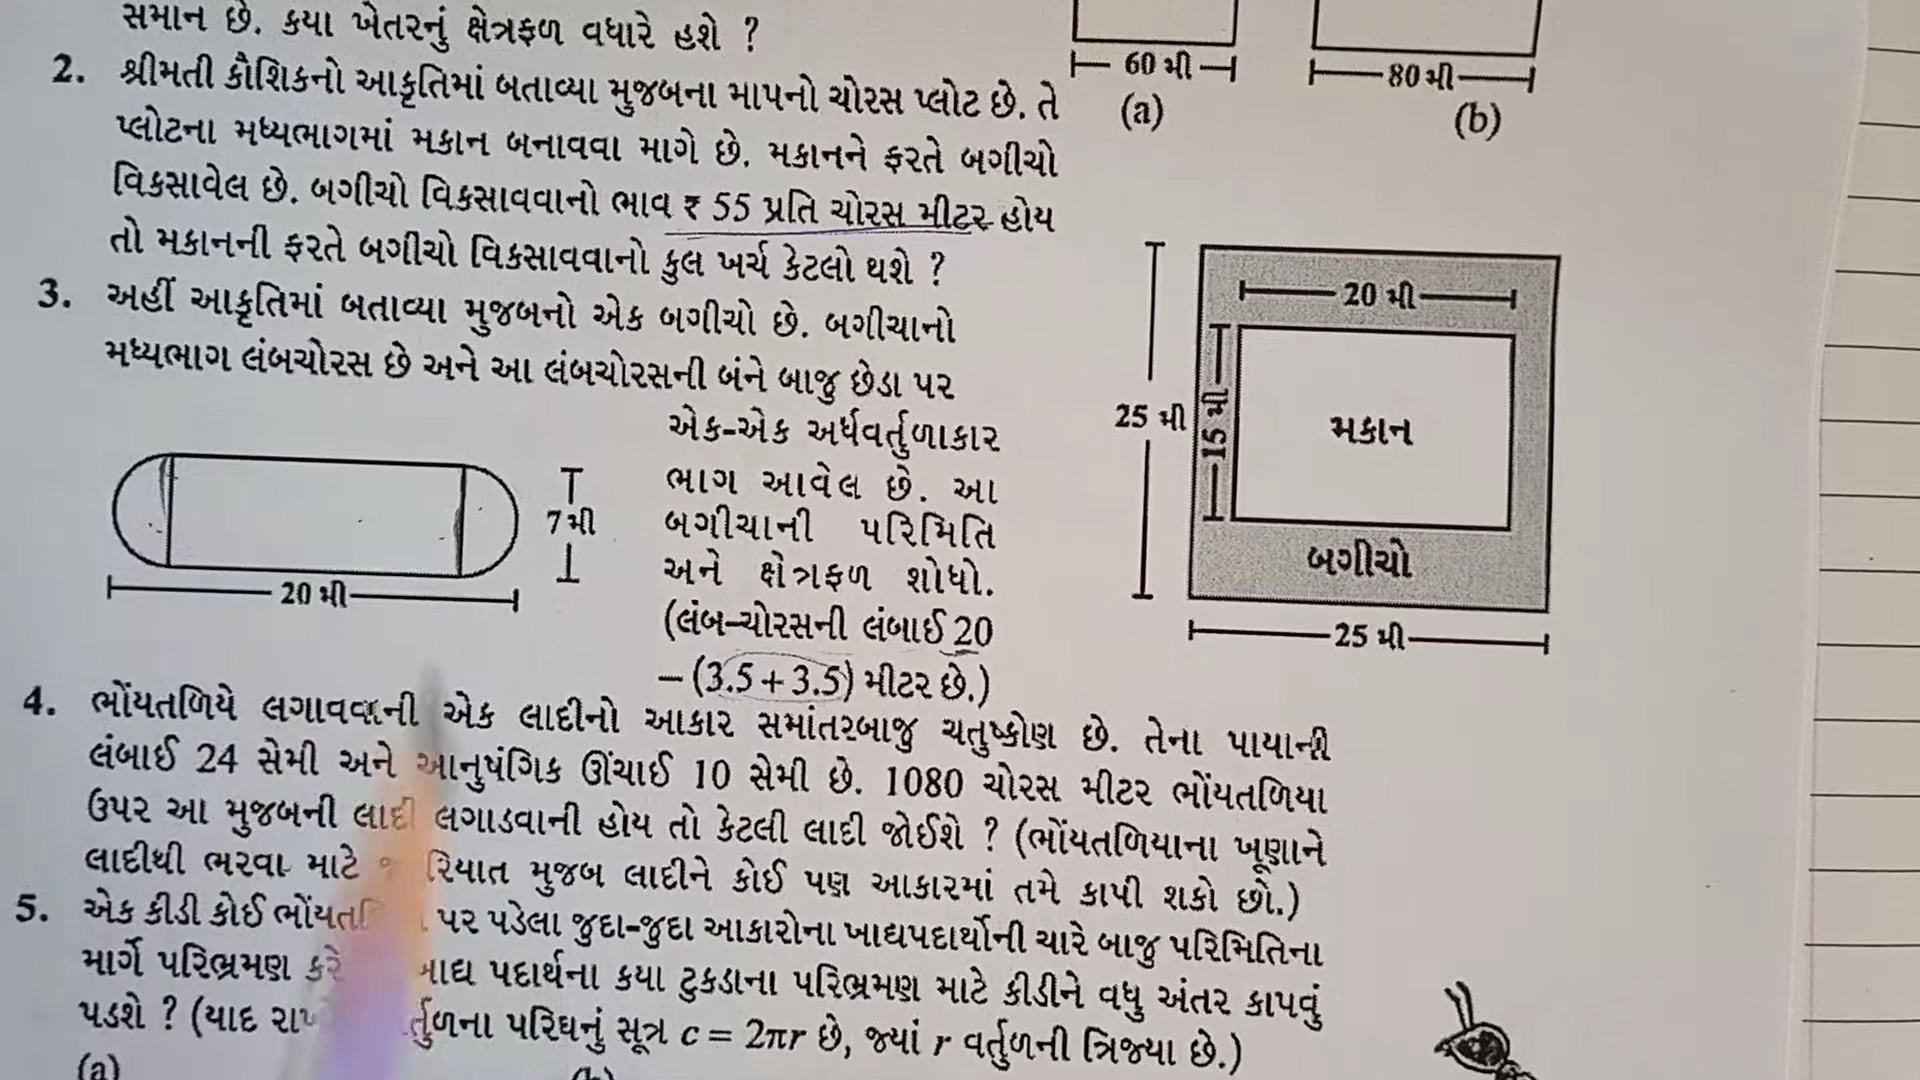 સમાન છે. કયા ખેતરનું ક્ષેત્રફળ વધારે હશે ?
60 મી
80 મી
(a)
(b)
2. શ્રીમતી કૌશિકનો આકૃતિમાં બતાવ્યા મુજબના માપનો ચોરસ પ્લોટ છે. તે
પ્લોટના મધ્યભાગમાં મકાન બનાવવા માગે છે. મકાનને ફરતે બગીચો
વિકસાવેલ છે. બગીચો વિકસાવવાનો ભાવ ₹ 55 પ્રતિ ચોરસ મીટર હોય
તો મકાનની ફરતે બગીચો વિકસાવવાનો કુલ ખર્ચ કેટલો થશે ?
20 મી
15 મી
25 મી
મકાન
બગીચો
25 મી
3. અહીં આકૃતિમાં બતાવ્યા મુજબનો એક બગીચો છે. બગીચાનો
મધ્યભાગ લંબચોરસ છે અને આ લંબચોરસની બંને બાજુ છેડા પર
એક-એક અર્ધવર્તુળાકાર
ભાગ આવેલ છે. આ
બગીચાની પરિમિતિ
અને ક્ષેત્રફળ શોધો.
(લંબ-ચોરસની લંબાઈ 20
– (3.5 + 3.5) મીટર છે.)
7 મી
20 મી
4. ભોંયતળિયે લગાવવાની એક લાદીનો આકાર સમાંતરબાજુ ચતુષ્કોણ છે. તેના પાયાની
લંબાઈ 24 સેમી અને આનુષંગિક ઊંચાઈ 10 સેમી છે. 1080 ચોરસ મીટર ભોંયતળિયા
ઉપર આ મુજબની લાદી લગાડવાની હોય તો કેટલી લાદી જોઈશે ? (ભોંયતળિયાના ખૂણાને
લાદીથી ભરવા માટે મુજબ લાદીને કોઈ પણ આકારમાં તમે કાપી શકો છો.)
5. એક કીડી કોઈ પર પડેલા જુદા-જુદા આકારોના ખાદ્યપદાર્થોની ચારે બાજુ પરિમિતિના
માર્ગે પરિભ્રમણ પદાર્થના કયા ટુકડાના પરિભ્રમણ માટે કીડીને વધુ અંતર કાપવું
પડશે ? (યાદ પરિઘનું સૂત્ર c = 2πr છે, જ્યાં r વર્તુળની ત્રિજ્યા છે.)
(a)